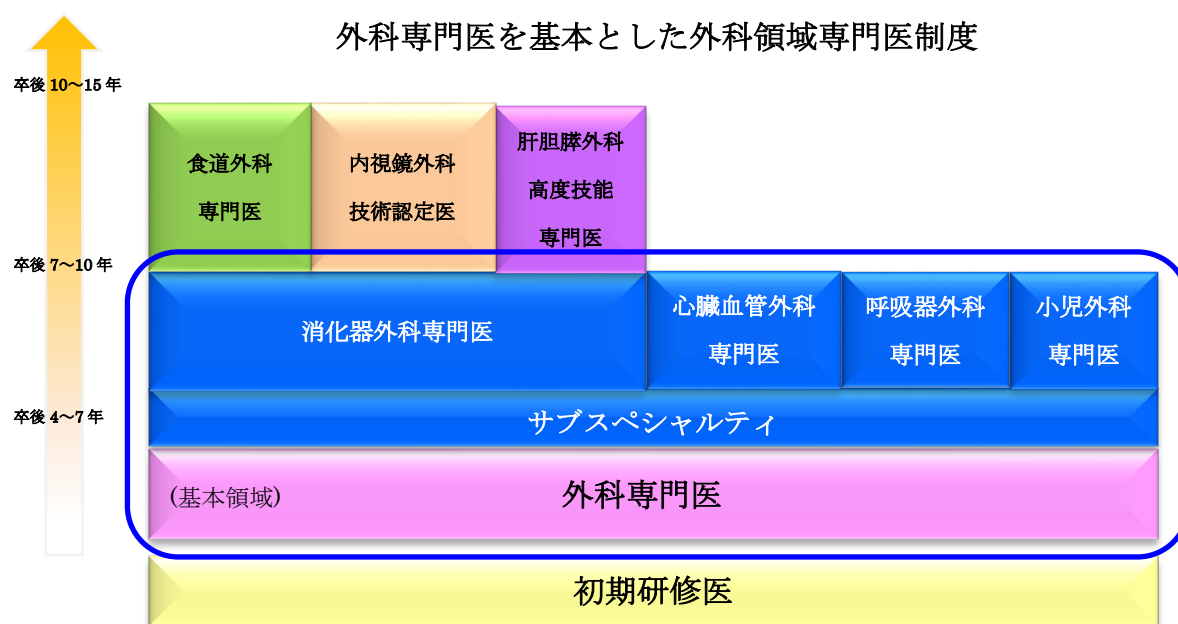 外科専門医を基本とした外科領域専門医制度
卒後 10～15 年
食道外科
専門医
内視鏡外科
技術認定医
肝胆膵外科
高度技能
専門医
卒後 7～10 年
消化器外科専門医
心臓血管外科
専門医
呼吸器外科
専門医
小児外科
専門医
卒後 4～7 年
サブスペシャルティ
(基本領域)
外科専門医
初期研修医